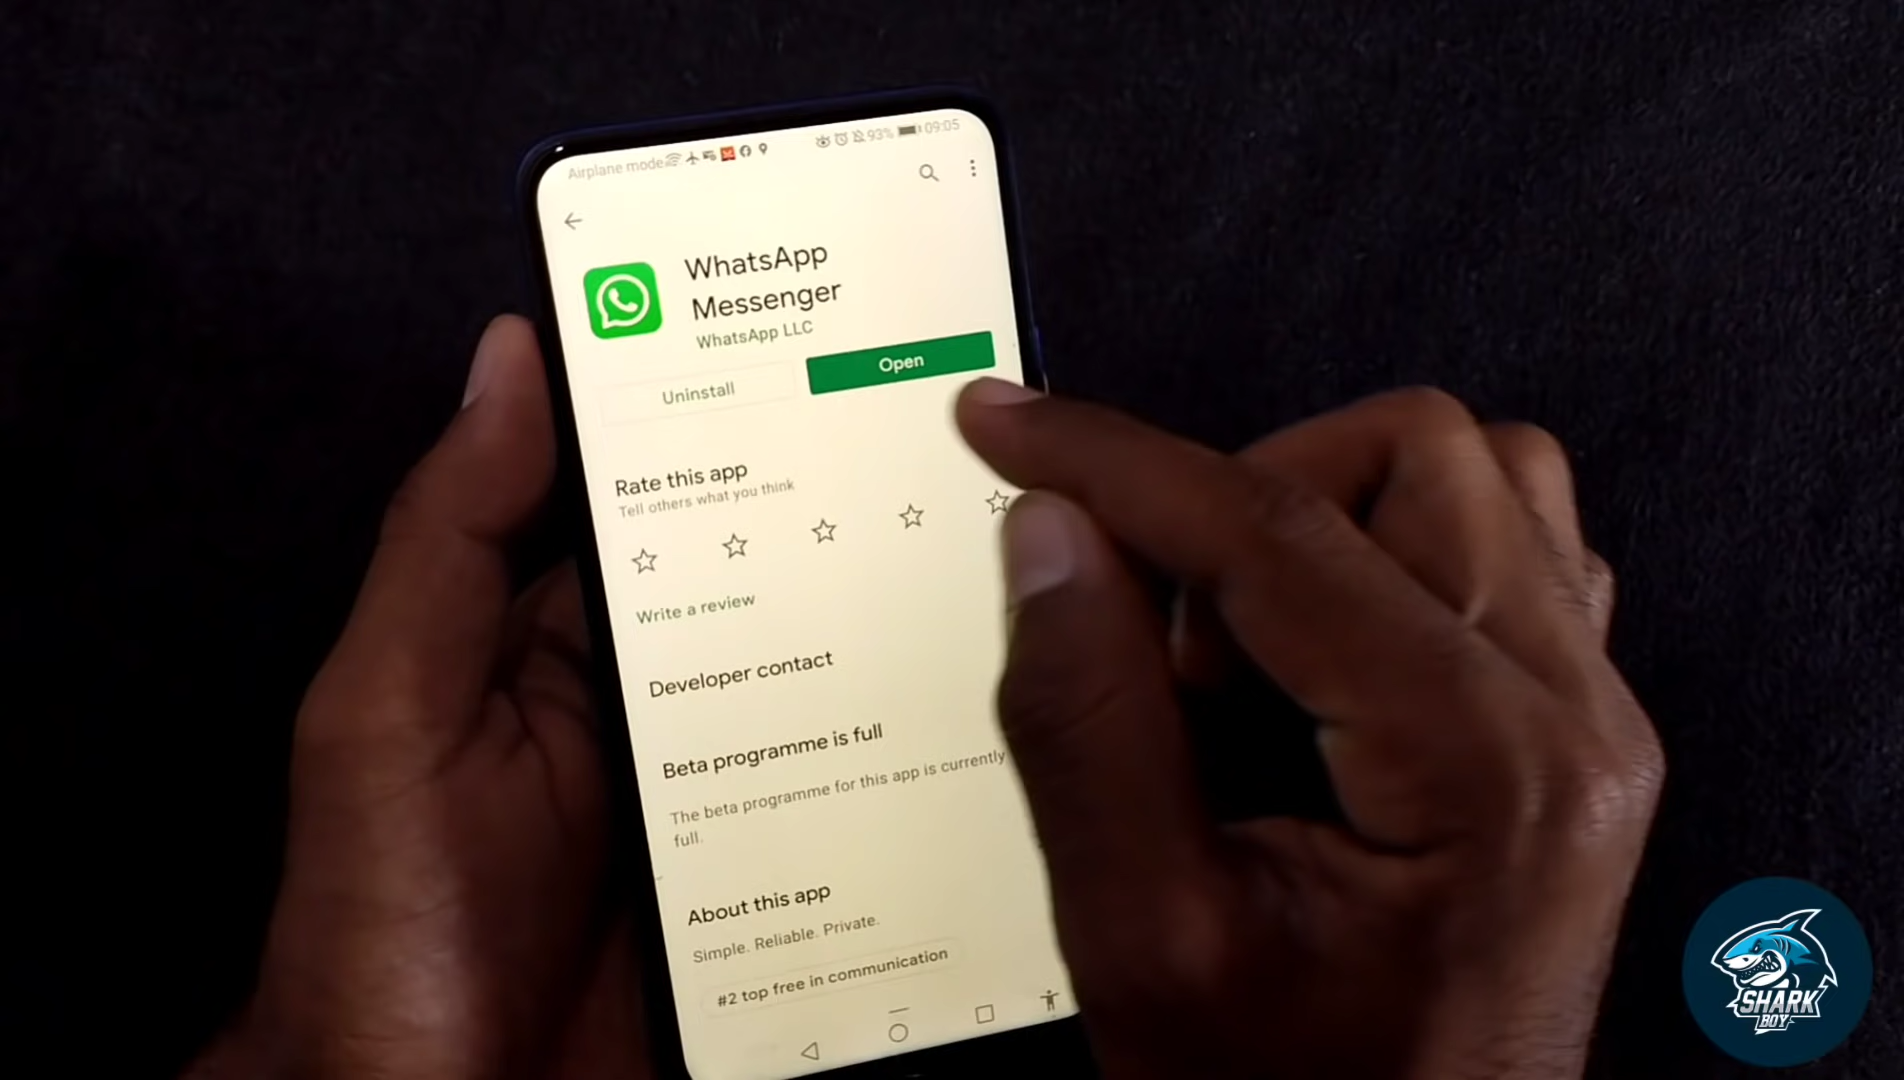 Airplane mode 93% 09:05
WhatsApp
Messenger
WhatsApp LLC
Uninstall
Open
Rate this app
Tell others what you think
Write a review
Developer contact
Beta programme is full
The beta programme for this app is currently
full.
About this app
Simple. Reliable. Private.
#2 top free in communication
SHARK
BOY